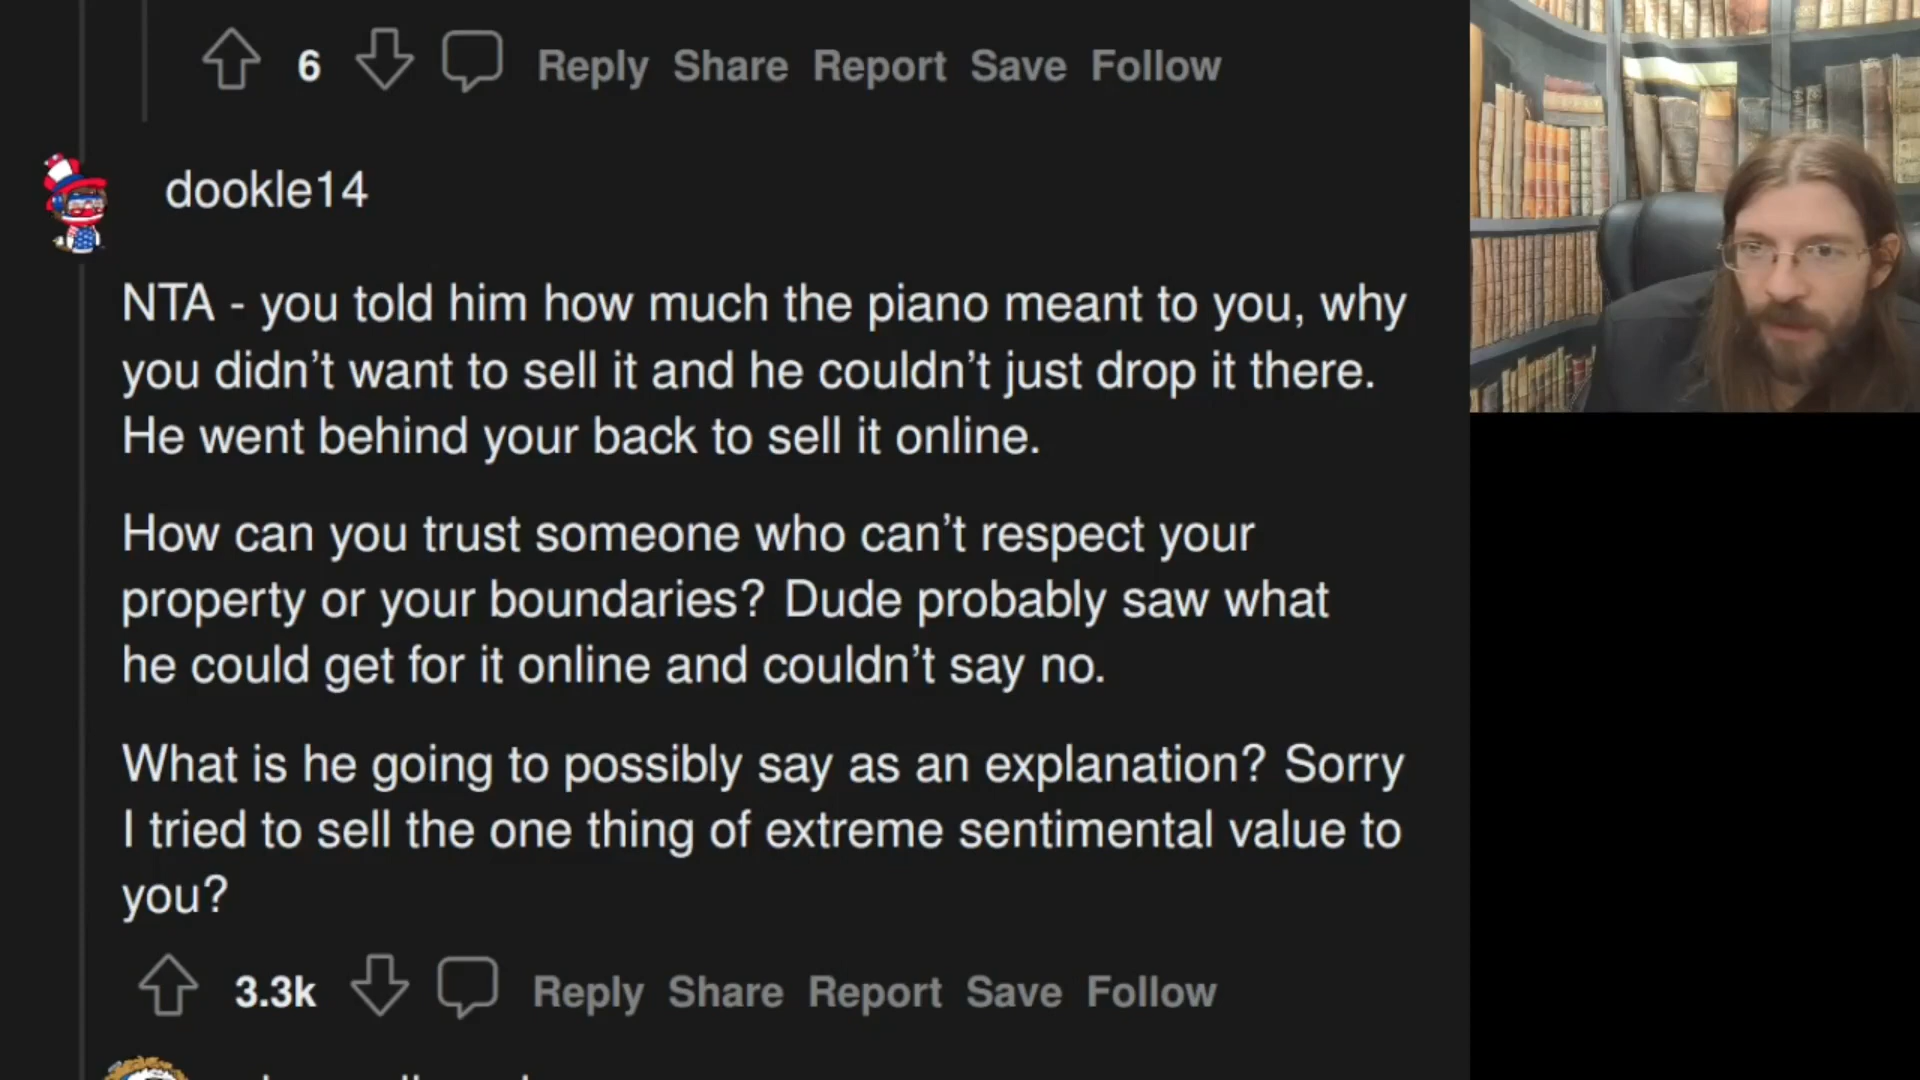 6 Reply Share Report Save Follow
dookle14
NTA - you told him how much the piano meant to you, why
you didn’t want to sell it and he couldn’t just drop it there.
He went behind your back to sell it online.
How can you trust someone who can’t respect your
property or your boundaries? Dude probably saw what
he could get for it online and couldn’t say no.
What is he going to possibly say as an explanation? Sorry
I tried to sell the one thing of extreme sentimental value to
you?
3.3k Reply Share Report Save Follow